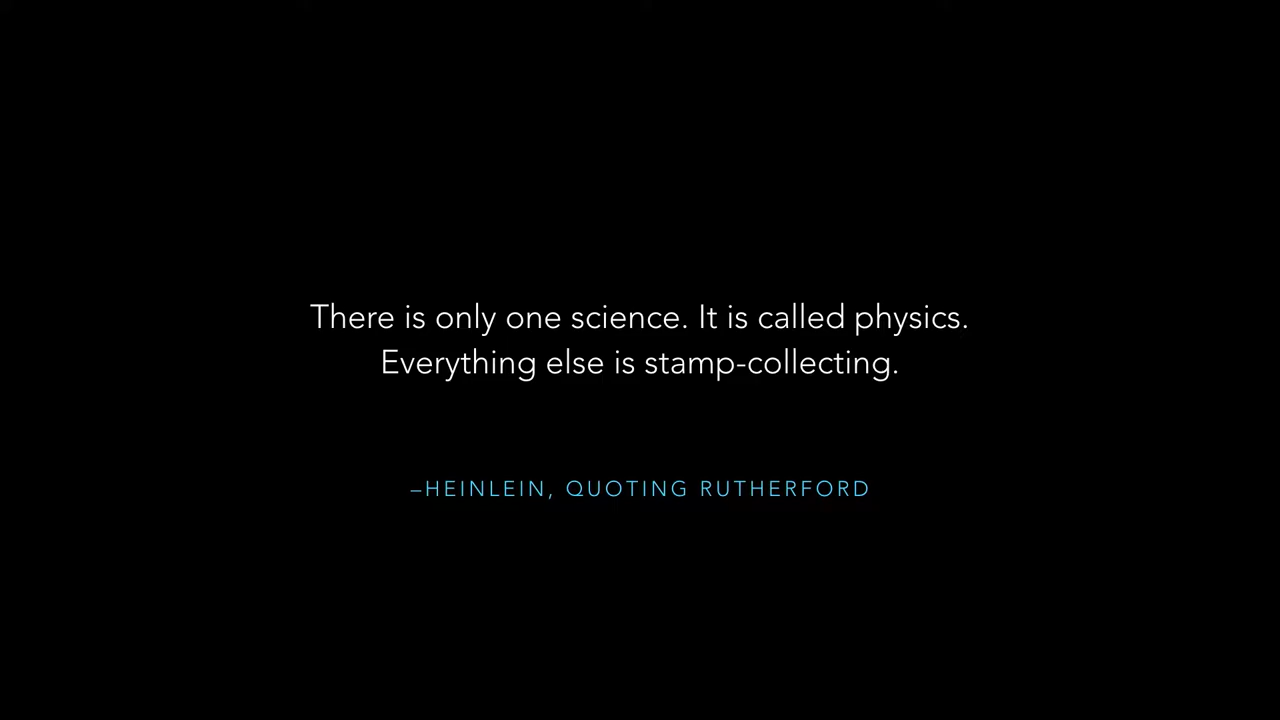 There is only one science. It is called physics.
Everything else is stamp-collecting.
–HEINLEIN, QUOTING RUTHERFORD